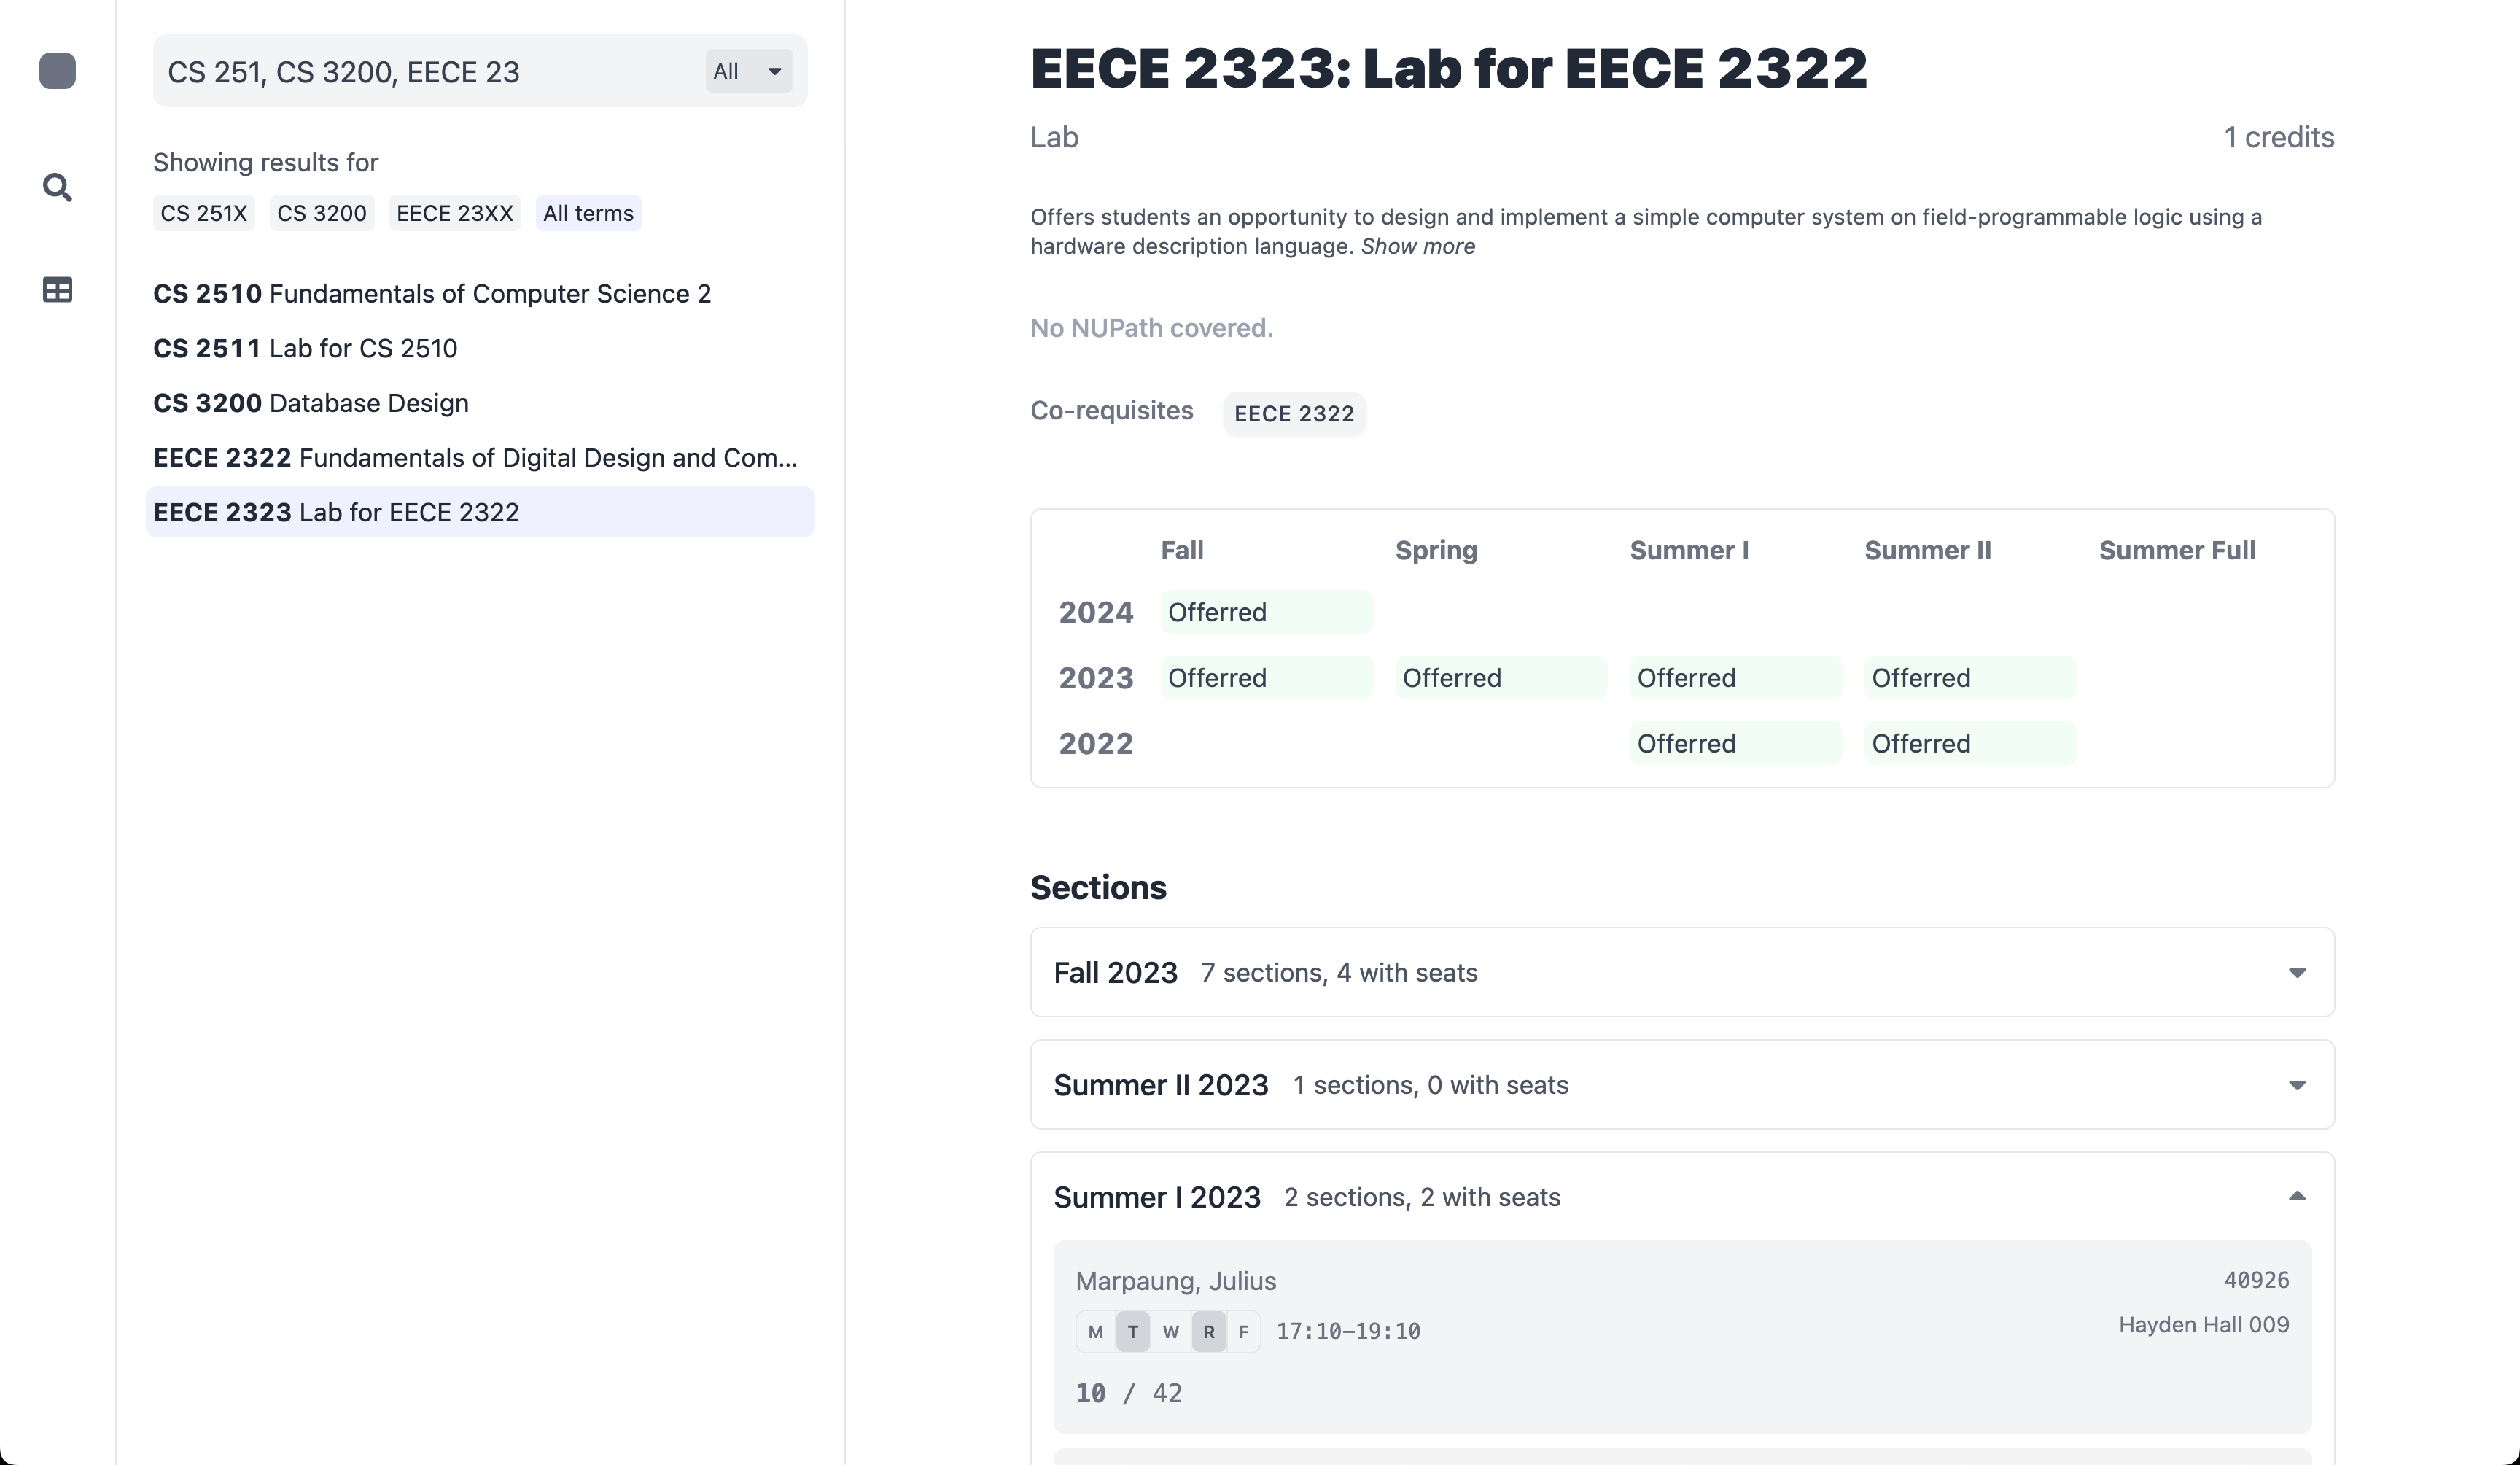 CS 251, CS 3200, EECE 23
All
Showing results for
CS 251X CS 3200 EECE 23XX All terms
CS 2510 Fundamentals of Computer Science 2
CS 2511 Lab for CS 2510
CS 3200 Database Design
EECE 2322 Fundamentals of Digital Design and Com...
EECE 2323 Lab for EECE 2322
EECE 2323: Lab for EECE 2322
Lab
1 credits
Offers students an opportunity to design and implement a simple computer system on field-programmable logic using a
hardware description language. Show more
No NUPath covered.
Co-requisites EECE 2322
Fall Spring Summer I Summer II Summer Full
2024 Offerred
2023 Offerred Offerred Offerred Offerred
2022 Offerred Offerred
Sections
Fall 2023 7 sections, 4 with seats
Summer II 2023 1 sections, 0 with seats
Summer I 2023 2 sections, 2 with seats
Marpaung, Julius
40926
M T W R F 17:10–19:10
Hayden Hall 009
10 / 42